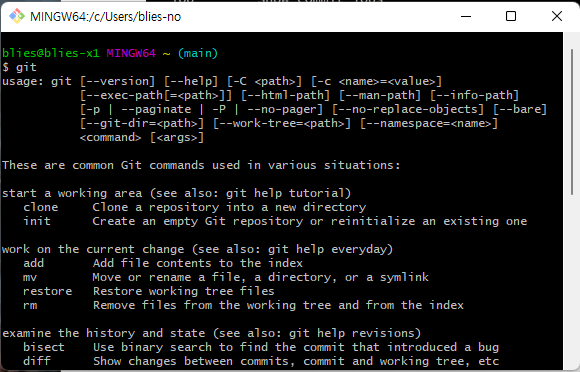 MINGW64:/c/Users/blies-no
blies@blies-x1 MINGW64 ~ (main)
$ git
usage: git [--version] [--help] [-C <path>] [-c <name>=<value>]
           [--exec-path[=<path>]] [--html-path] [--man-path] [--info-path]
           [-p | --paginate | -P | --no-pager] [--no-replace-objects] [--bare]
           [--git-dir=<path>] [--work-tree=<path>] [--namespace=<name>]
           <command> [<args>]
These are common Git commands used in various situations:
start a working area (see also: git help tutorial)
   clone     Clone a repository into a new directory
   init      Create an empty Git repository or reinitialize an existing one
work on the current change (see also: git help everyday)
   add       Add file contents to the index
   mv        Move or rename a file, a directory, or a symlink
   restore   Restore working tree files
   rm        Remove files from the working tree and from the index
examine the history and state (see also: git help revisions)
   bisect    Use binary search to find the commit that introduced a bug
   diff      Show changes between commits, commit and working tree, etc